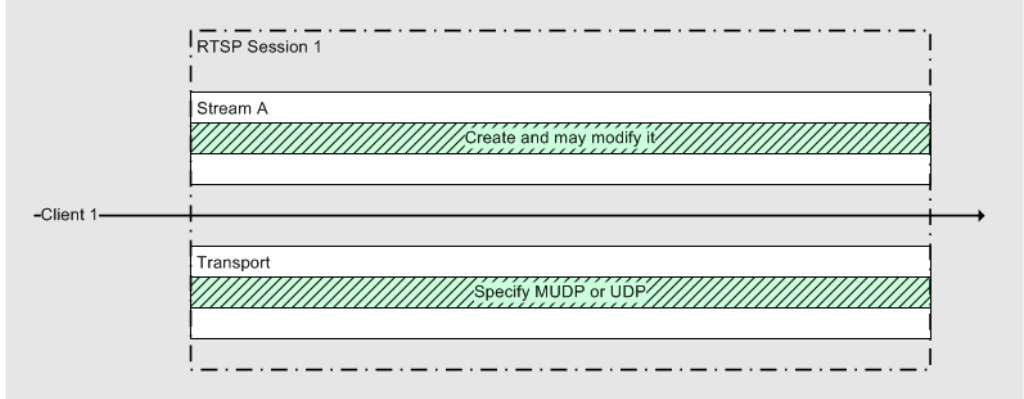 RTSP Session 1
Stream A
Create and may modify it
Client 1
Transport
Specify MUDP or UDP